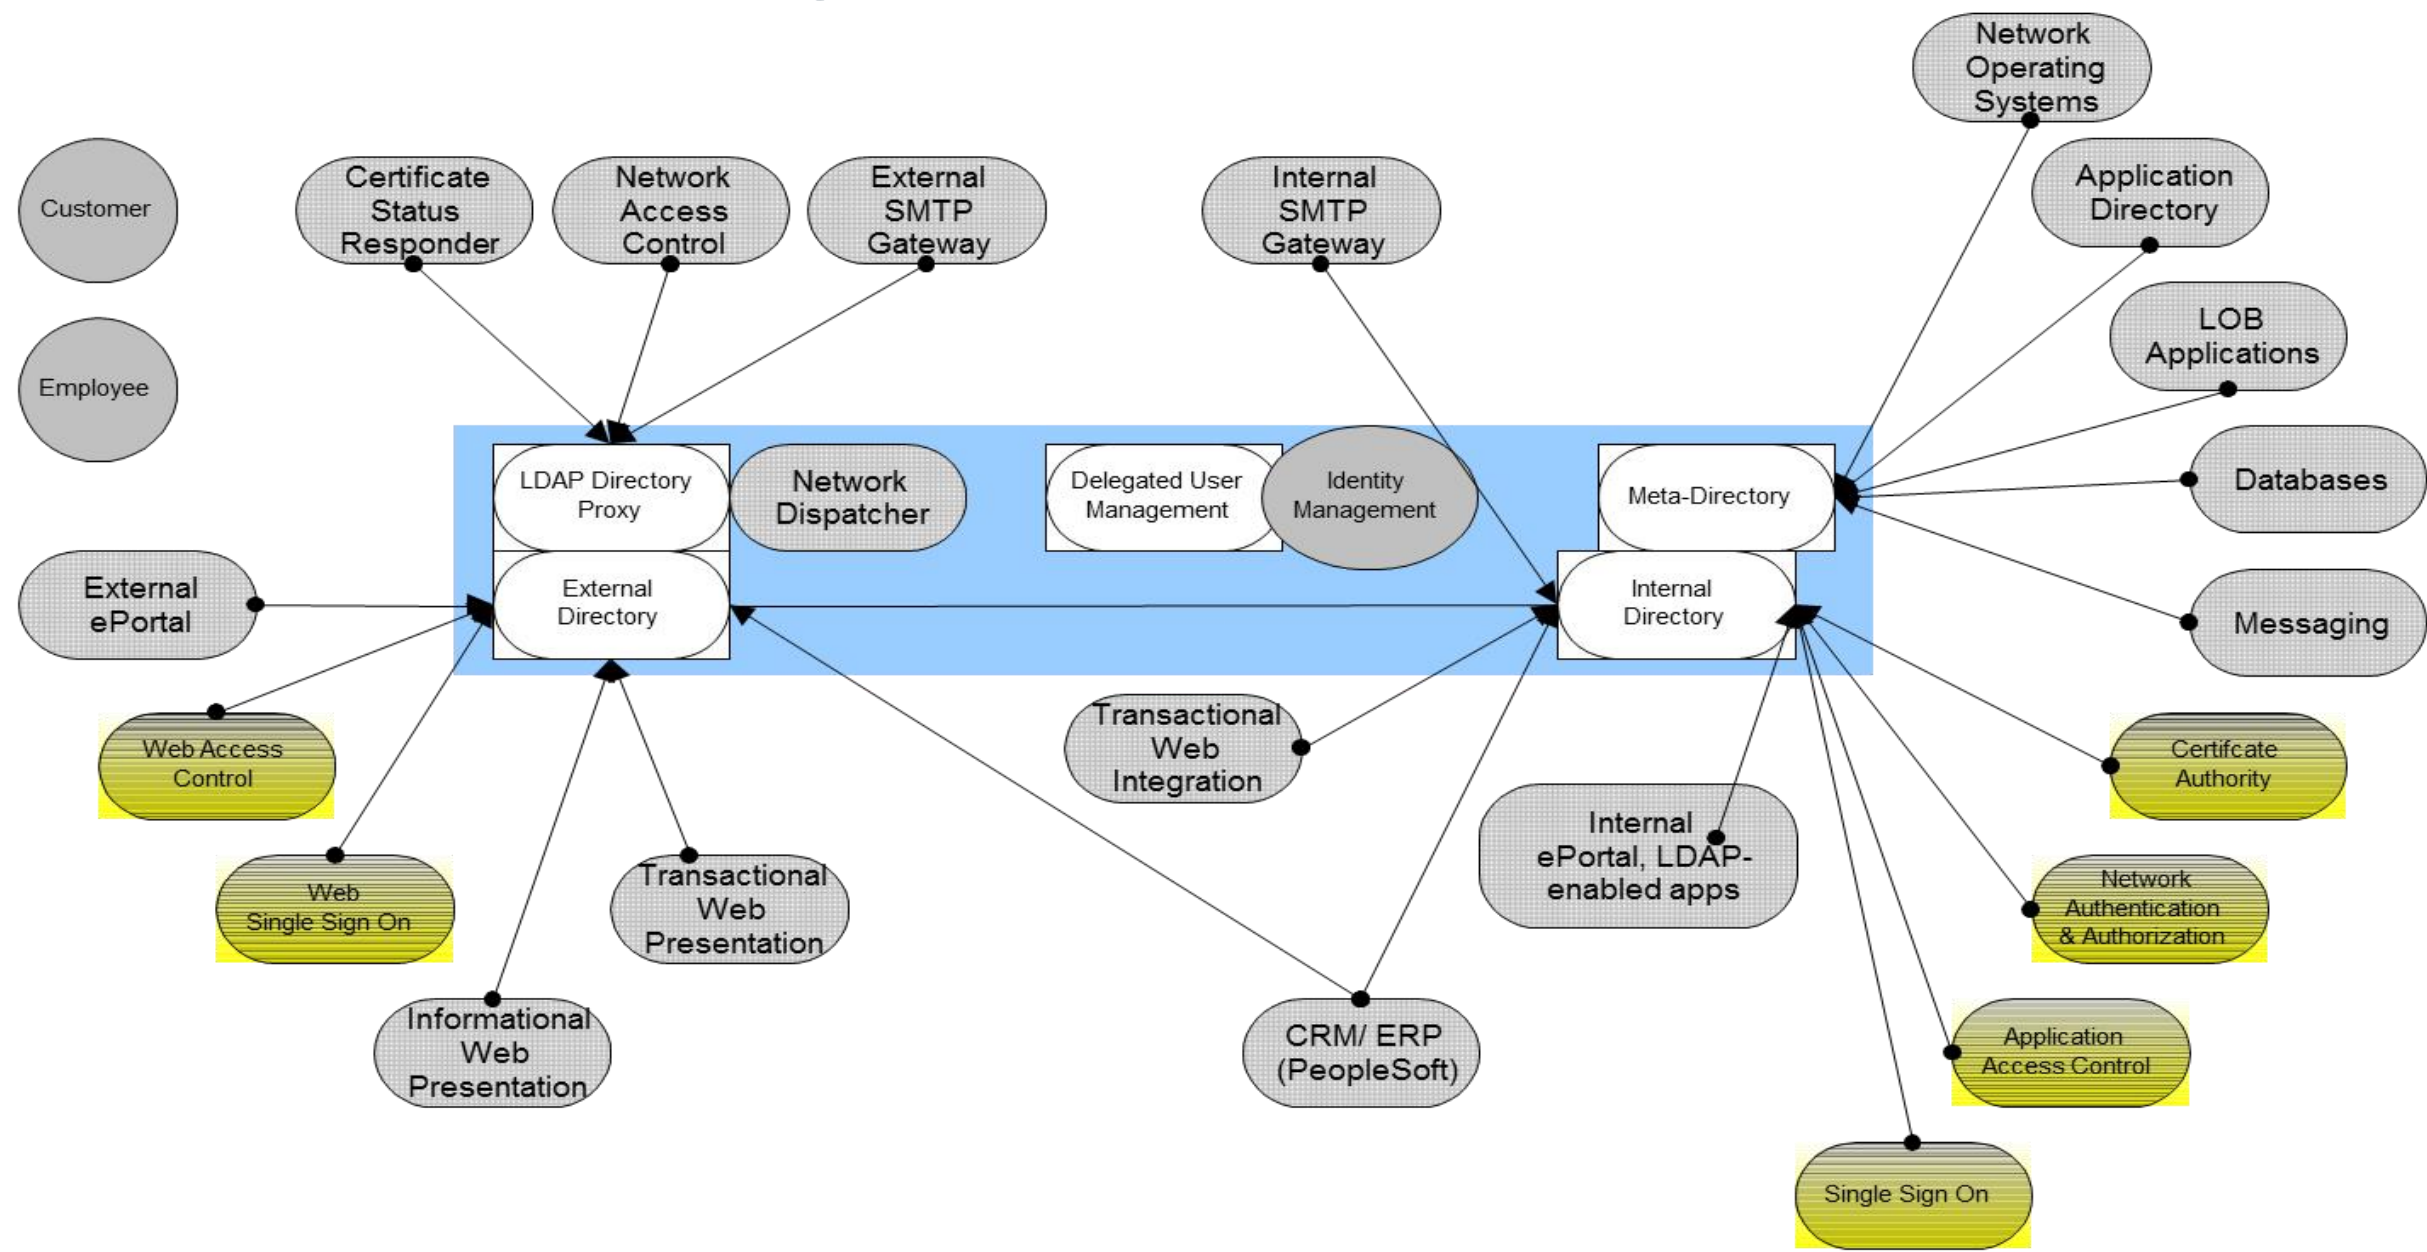 Network
Operating
Systems
Application
Directory
Customer
Certificate
Status
Responder
Network
Access
Control
External
SMTP
Gateway
Internal
SMTP
Gateway
LOB
Applications
Employee
LDAP Directory
Proxy
Network
Dispatcher
Delegated User
Management
Identity
Management
Meta-Directory
Databases
External
ePortal
External
Directory
Internal
Directory
Messaging
Web Access
Control
Transactional
Web
Integration
Certifcate
Authority
Web
Single Sign On
Transactional
Web
Presentation
Internal
ePortal, LDAP-
enabled apps
Network
Authentication
& Authorization
Informational
Web
Presentation
CRM/ ERP
(PeopleSoft)
Application
Access Control
Single Sign On